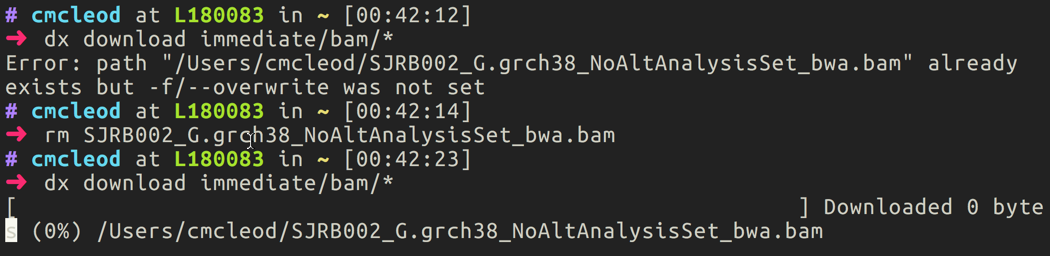 # cmcleod at L180083 in ~ [00:42:12]
➜ dx download immediate/bam/*
Error: path "/Users/cmcleod/SJRB002_G.grch38_NoAltAnalysisSet_bwa.bam" already
exists but -f/--overwrite was not set
# cmcleod at L180083 in ~ [00:42:14]
➜ rm SJRB002_G.grch38_NoAltAnalysisSet_bwa.bam
# cmcleod at L180083 in ~ [00:42:23]
➜ dx download immediate/bam/*
[                                                            ] Downloaded 0 byte
s (0%) /Users/cmcleod/SJRB002_G.grch38_NoAltAnalysisSet_bwa.bam